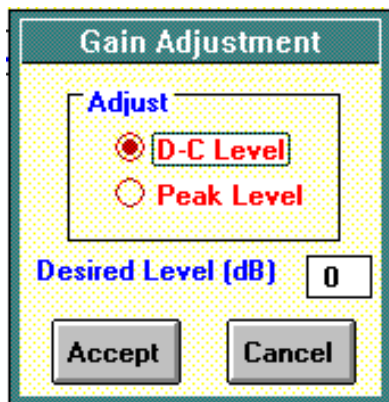 Gain Adjustment
Adjust
D-C Level
Peak Level
Desired Level (dB) 0
Accept Cancel